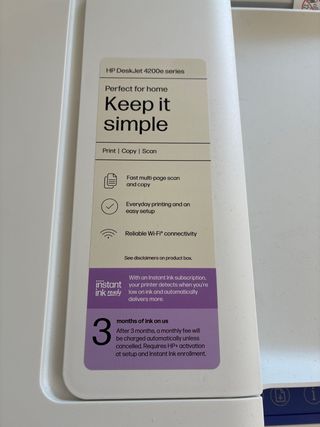 HP DeskJet 4200e series
Perfect for home
Keep it
simple
Print | Copy | Scan
Fast multi-page scan
and copy
Everyday printing and an
easy setup
Reliable Wi-Fi® connectivity
See disclaimers on product box.
instant
ink ready
With an Instant Ink subscription,
your printer detects when you're
low on ink and automatically
delivers more.
3
months of ink on us
After 3 months, a monthly fee will
be charged automatically unless
cancelled. Requires HP+ activation
at setup and Instant Ink enrollment.